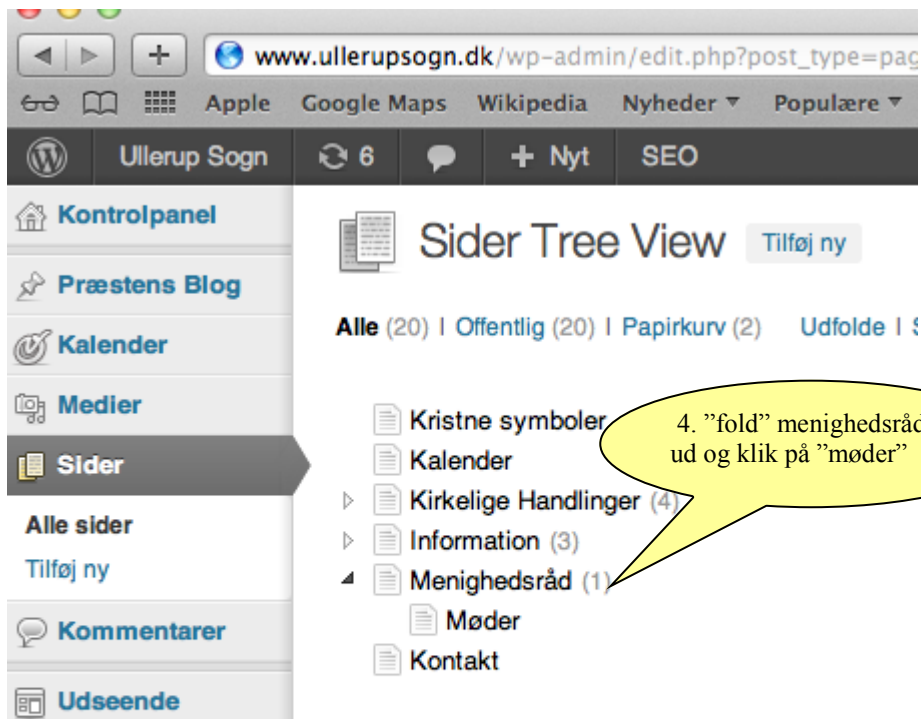 www.ullerupsogn.dk/wp-admin/edit.php?post_type=pag
Apple Google Maps Wikipedia Nyheder Populære
Ullerup Sogn 6 + Nyt SEO
Kontrolpanel
Præstens Blog
Kalender
Medier
Sider
Alle sider
Tilføj ny
Kommentarer
Udseende
Sider Tree View Tilføj ny
Alle (20) | Offentlig (20) | Papirkurv (2) Udfolde |
Kristne symboler
Kalender
Kirkelige Handlinger (4)
Information (3)
Menighedsråd (1)
Møder
Kontakt
4. ”fold” menighedsråd
ud og klik på ”møder”